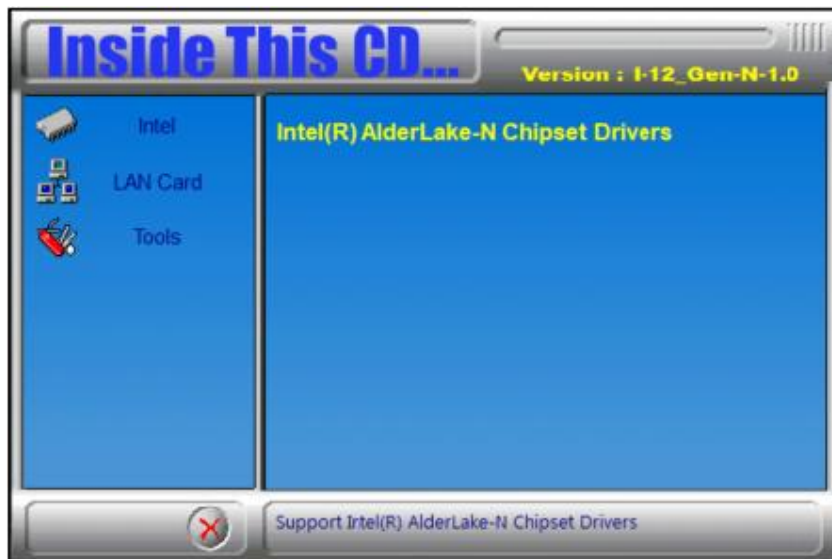 Inside This CD...
Version : I-12_Gen-N-1.0
Intel
LAN Card
Tools
Intel(R) AlderLake-N Chipset Drivers
Support Intel(R) AlderLake-N Chipset Drivers